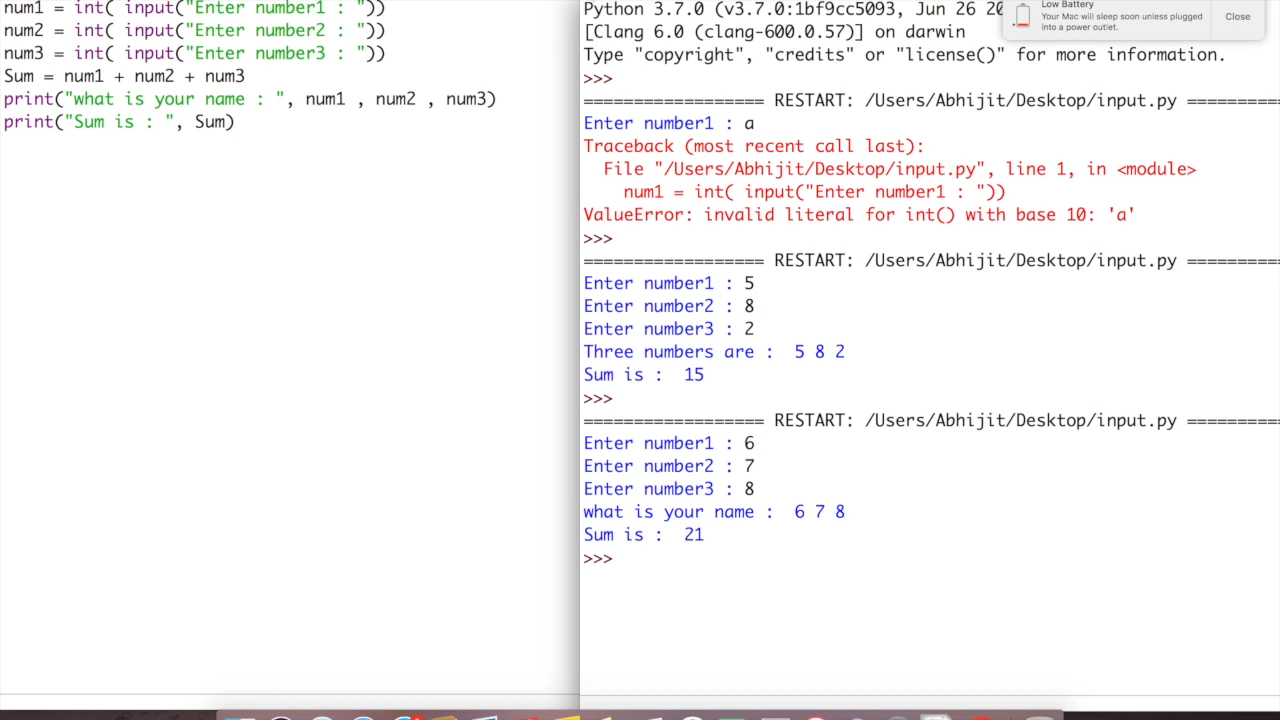 num1 = int( input("Enter number1 : "))
num2 = int( input("Enter number2 : "))
num3 = int( input("Enter number3 : "))
Sum = num1 + num2 + num3
print("what is your name : ", num1 , num2 , num3)
print("Sum is : ", Sum)
Python 3.7.0 (v3.7.0:1bf9cc5093, Jun 26 20
[Clang 6.0 (clang-600.0.57)] on darwin
Type "copyright", "credits" or "license()" for more information.
>>>
================== RESTART: /Users/Abhijit/Desktop/input.py ==========
Enter number1 : a
Traceback (most recent call last):
  File "/Users/Abhijit/Desktop/input.py", line 1, in <module>
    num1 = int( input("Enter number1 : "))
ValueError: invalid literal for int() with base 10: 'a'
>>>
================== RESTART: /Users/Abhijit/Desktop/input.py ==========
Enter number1 : 5
Enter number2 : 8
Enter number3 : 2
Three numbers are :  5 8 2
Sum is :  15
>>>
================== RESTART: /Users/Abhijit/Desktop/input.py ==========
Enter number1 : 6
Enter number2 : 7
Enter number3 : 8
what is your name :  6 7 8
Sum is :  21
>>>
Low Battery
Your Mac will sleep soon unless plugged
into a power outlet.
Close